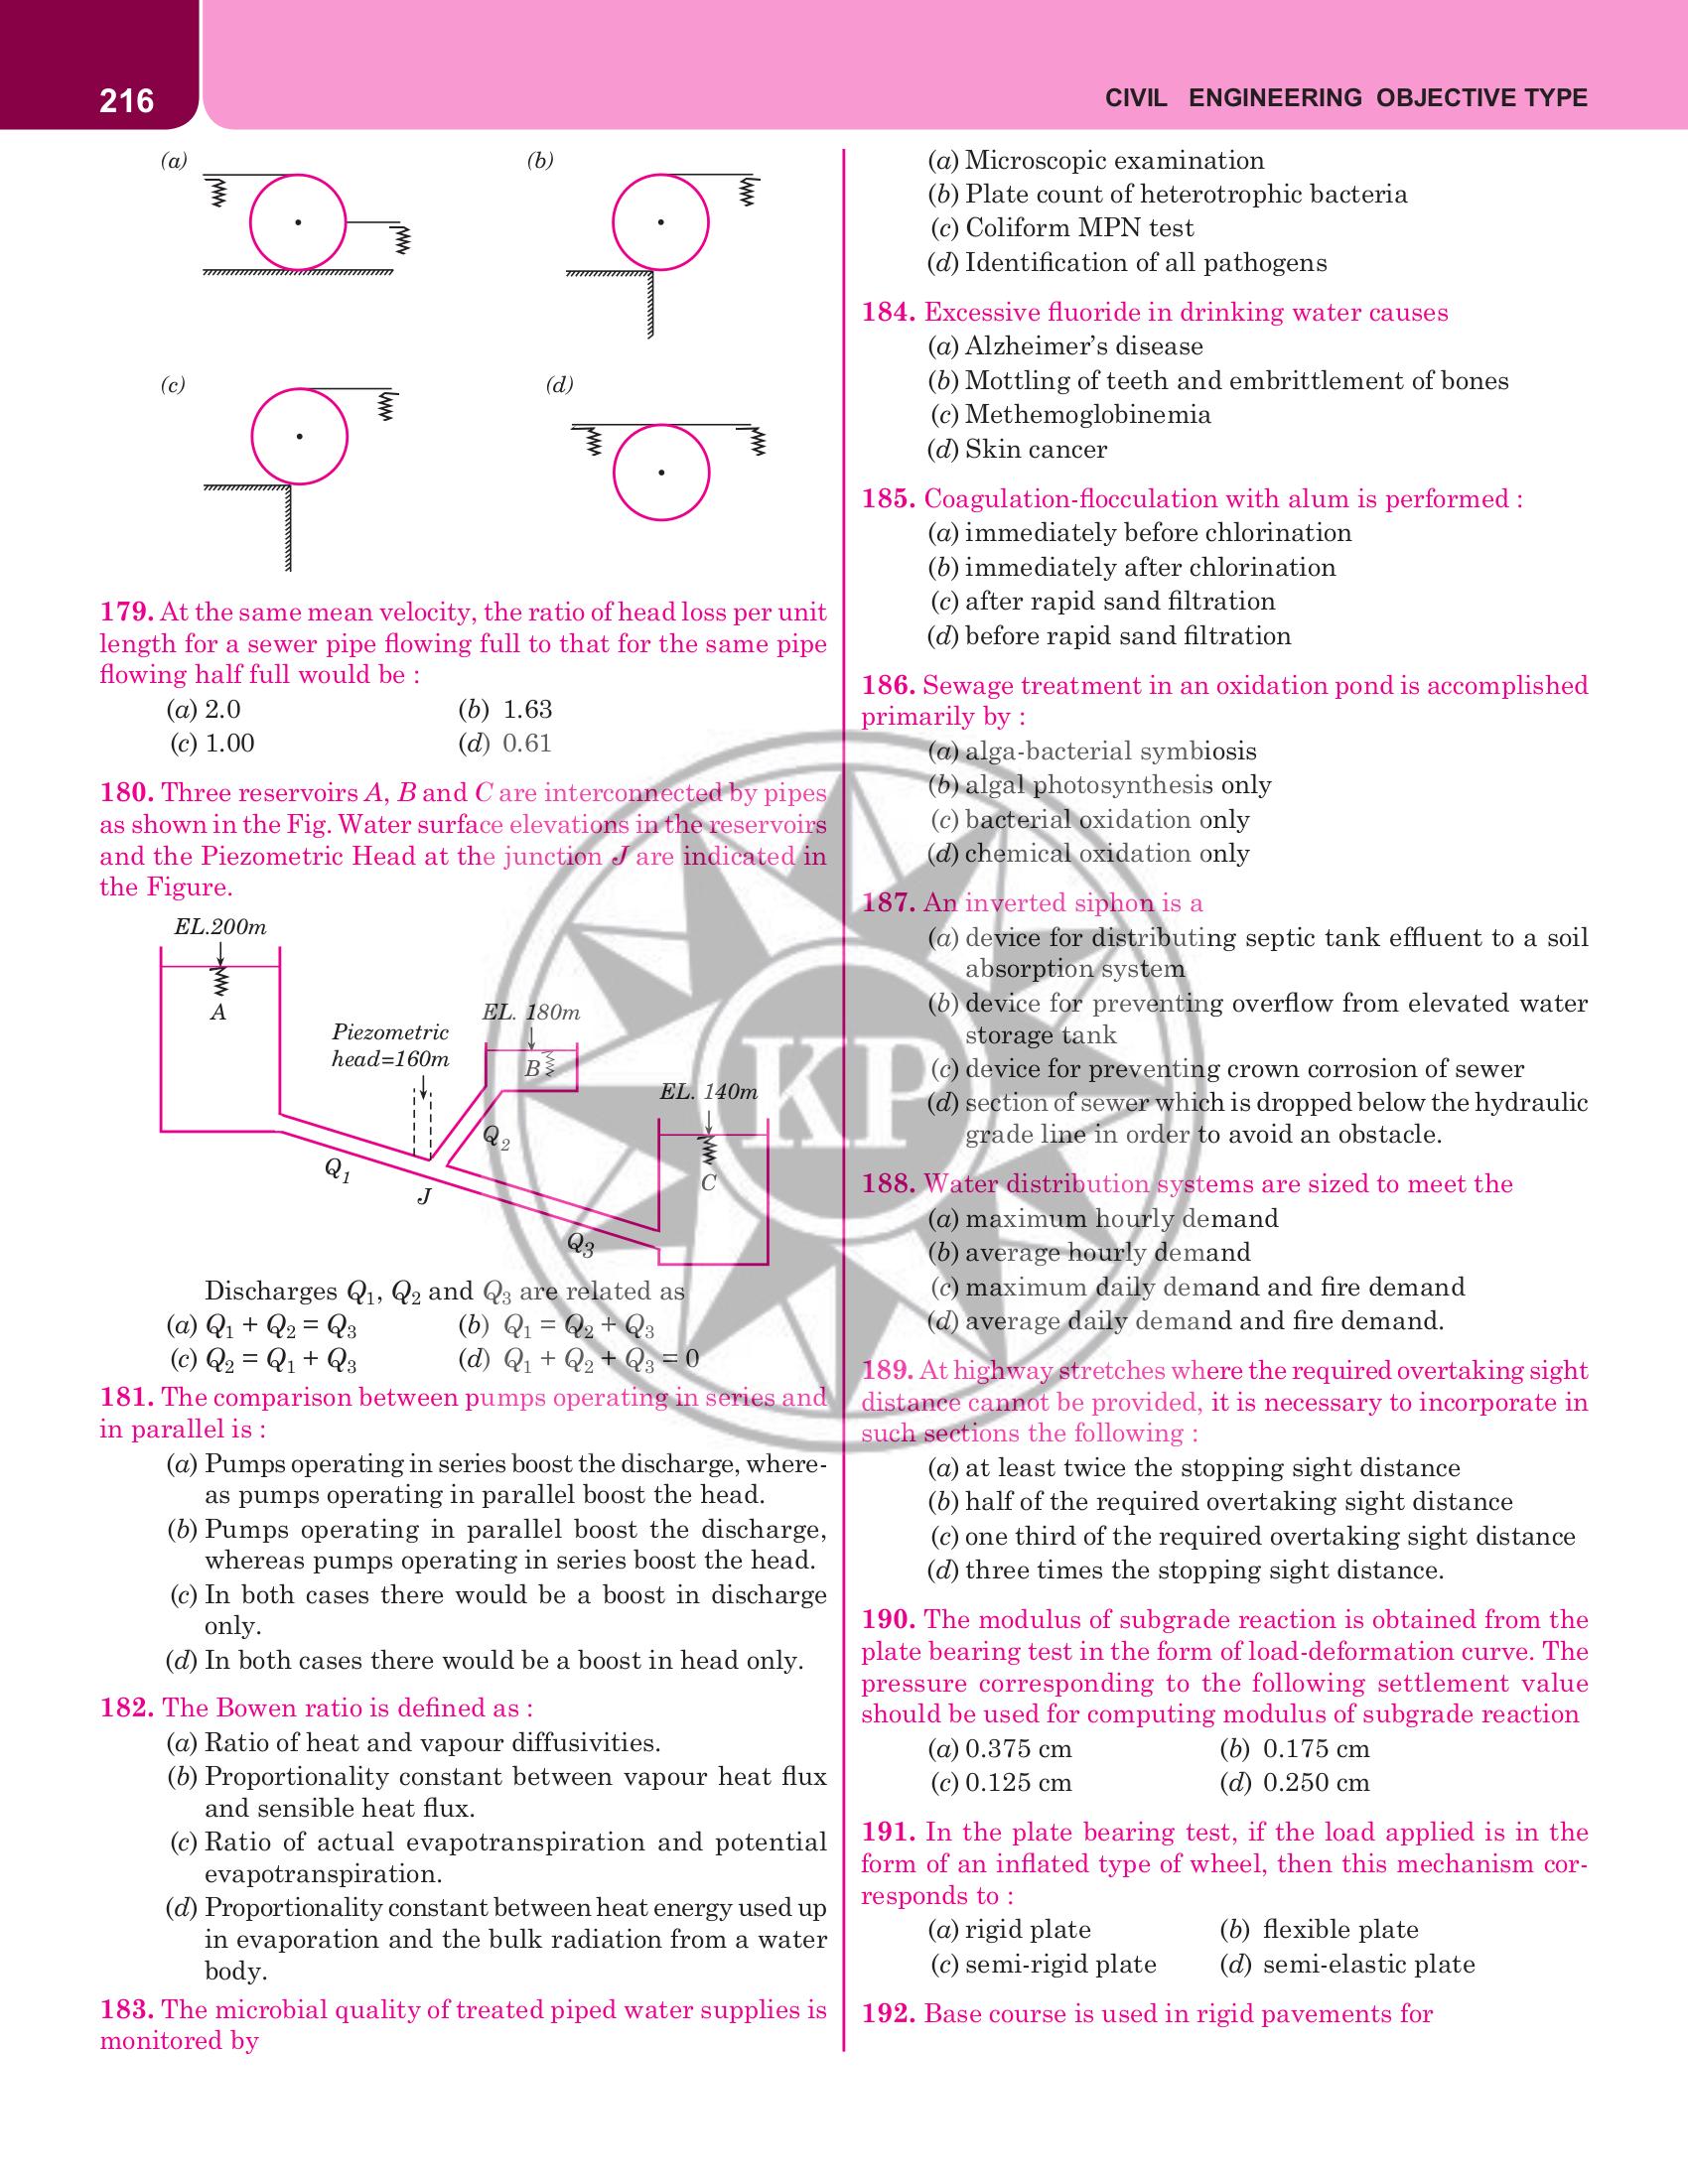 216
CIVIL ENGINEERING OBJECTIVE TYPE
(a)
(b)
(c)
(d)
179. At the same mean velocity, the ratio of head loss per unit
length for a sewer pipe flowing full to that for the same pipe
flowing half full would be :
(a) 2.0 (b) 1.63
(c) 1.00 (d) 0.61
180. Three reservoirs A, B and C are interconnected by pipes
as shown in the Fig. Water surface elevations in the reservoirs
and the Piezometric Head at the junction J are indicated in
the Figure.
EL.200m
A
EL. 180m
Piezometric
head=160m
B
EL. 140m
Q2
C
Q1
J
Q3
Discharges Q1, Q2 and Q3 are related as
(a) Q1 + Q2 = Q3 (b) Q1 = Q2 + Q3
(c) Q2 = Q1 + Q3 (d) Q1 + Q2 + Q3 = 0
181. The comparison between pumps operating in series and
in parallel is :
(a) Pumps operating in series boost the discharge, where-
as pumps operating in parallel boost the head.
(b) Pumps operating in parallel boost the discharge,
whereas pumps operating in series boost the head.
(c) In both cases there would be a boost in discharge
only.
(d) In both cases there would be a boost in head only.
182. The Bowen ratio is defined as :
(a) Ratio of heat and vapour diffusivities.
(b) Proportionality constant between vapour heat flux
and sensible heat flux.
(c) Ratio of actual evapotranspiration and potential
evapotranspiration.
(d) Proportionality constant between heat energy used up
in evaporation and the bulk radiation from a water
body.
183. The microbial quality of treated piped water supplies is
monitored by
(a) Microscopic examination
(b) Plate count of heterotrophic bacteria
(c) Coliform MPN test
(d) Identification of all pathogens
184. Excessive fluoride in drinking water causes
(a) Alzheimer's disease
(b) Mottling of teeth and embrittlement of bones
(c) Methemoglobinemia
(d) Skin cancer
185. Coagulation-flocculation with alum is performed :
(a) immediately before chlorination
(b) immediately after chlorination
(c) after rapid sand filtration
(d) before rapid sand filtration
186. Sewage treatment in an oxidation pond is accomplished
primarily by :
(a) alga-bacterial symbiosis
(b) algal photosynthesis only
(c) bacterial oxidation only
(d) chemical oxidation only
187. An inverted siphon is a
(a) device for distributing septic tank effluent to a soil
absorption system
(b) device for preventing overflow from elevated water
storage tank
(c) device for preventing crown corrosion of sewer
(d) section of sewer which is dropped below the hydraulic
grade line in order to avoid an obstacle.
188. Water distribution systems are sized to meet the
(a) maximum hourly demand
(b) average hourly demand
(c) maximum daily demand and fire demand
(d) average daily demand and fire demand.
189. At highway stretches where the required overtaking sight
distance cannot be provided, it is necessary to incorporate in
such sections the following :
(a) at least twice the stopping sight distance
(b) half of the required overtaking sight distance
(c) one third of the required overtaking sight distance
(d) three times the stopping sight distance.
190. The modulus of subgrade reaction is obtained from the
plate bearing test in the form of load-deformation curve. The
pressure corresponding to the following settlement value
should be used for computing modulus of subgrade reaction
(a) 0.375 cm (b) 0.175 cm
(c) 0.125 cm (d) 0.250 cm
191. In the plate bearing test, if the load applied is in the
form of an inflated type of wheel, then this mechanism cor-
responds to :
(a) rigid plate (b) flexible plate
(c) semi-rigid plate (d) semi-elastic plate
192. Base course is used in rigid pavements for
KP